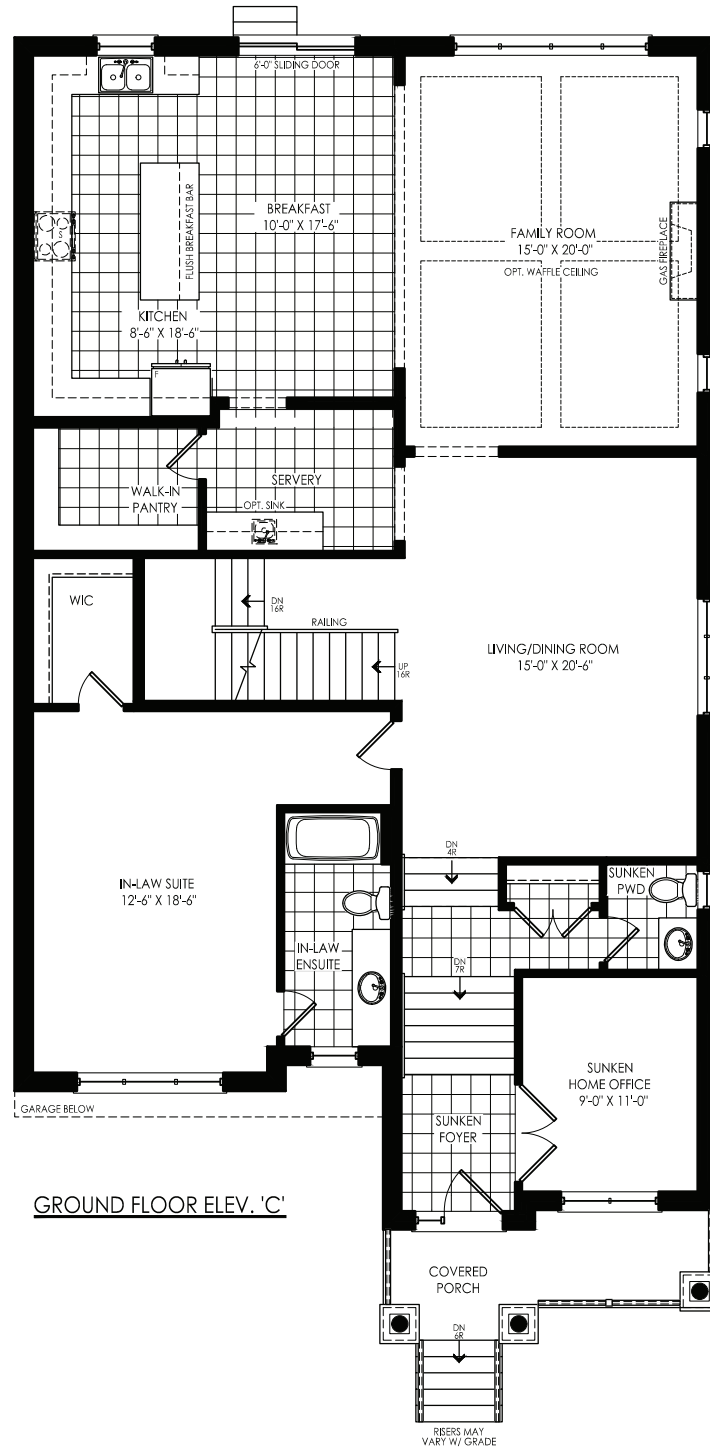 6'-0" SLIDING DOOR
FLUSH BREAKFAST BAR
BREAKFAST
10'-0" X 17'-6"
FAMILY ROOM
15'-0" X 20'-0"
OPT. WAFFLE CEILING
GAS FIREPLACE
S
KITCHEN
8'-6" X 18'-6"
F
WALK-IN
PANTRY
SERVERY
OPT. SINK
WIC
DN
16R
RAILING
UP
16R
LIVING/DINING ROOM
15'-0" X 20'-6"
IN-LAW SUITE
12'-6" X 18'-6"
IN-LAW
ENSUITE
DN
4R
SUNKEN
PWD
DN
7R
SUNKEN
HOME OFFICE
9'-0" X 11'-0"
SUNKEN
FOYER
GARAGE BELOW
GROUND FLOOR ELEV. 'C'
COVERED
PORCH
DN
6R
RISERS MAY
VARY W/ GRADE